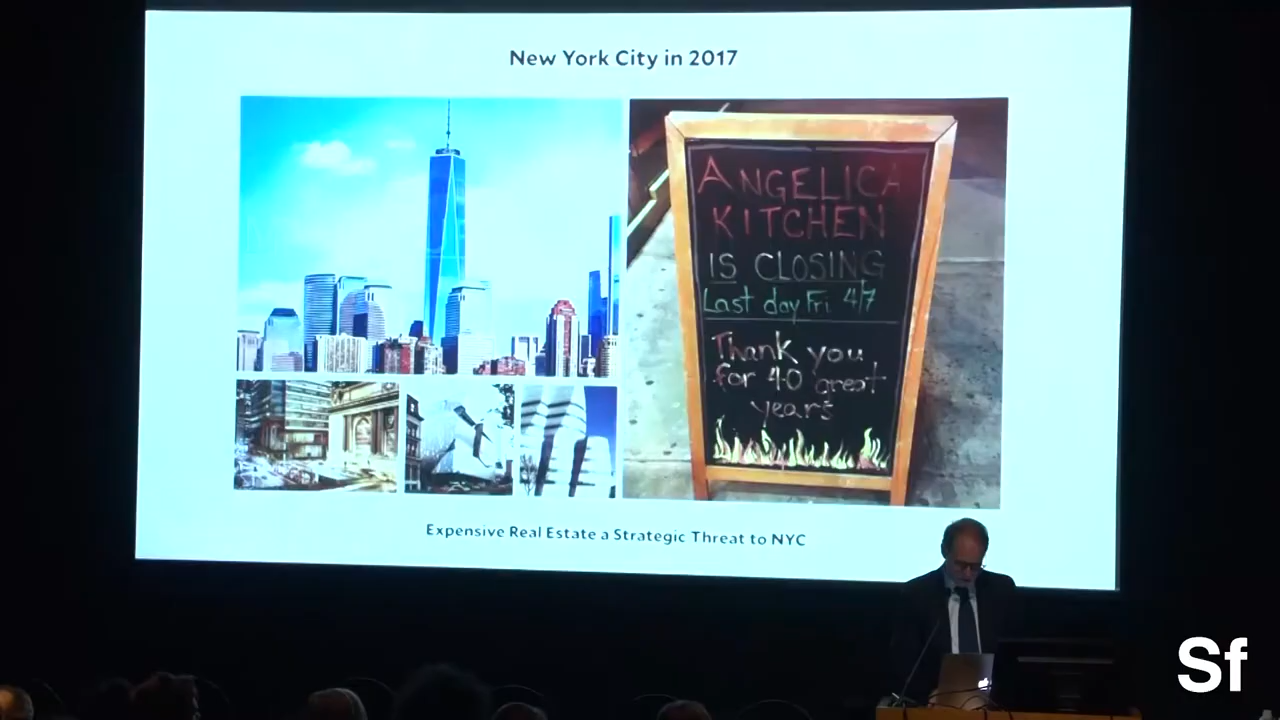 New York City in 2017
ANGELICA
KITCHEN
IS CLOSING
Last day Fri 4/7
Thank you
for 40 great
years
Expensive Real Estate a Strategic Threat to NYC
Sf